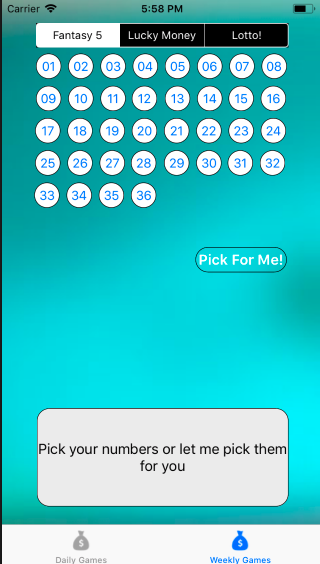 Carrier 5:58 PM
Fantasy 5 Lucky Money Lotto!
01 02 03 04 05 06 07 08
09 10 11 12 13 14 15 16
17 18 19 20 21 22 23 24
25 26 27 28 29 30 31 32
33 34 35 36
Pick For Me!
Pick your numbers or let me pick them
for you
$ $
Daily Games Weekly Games